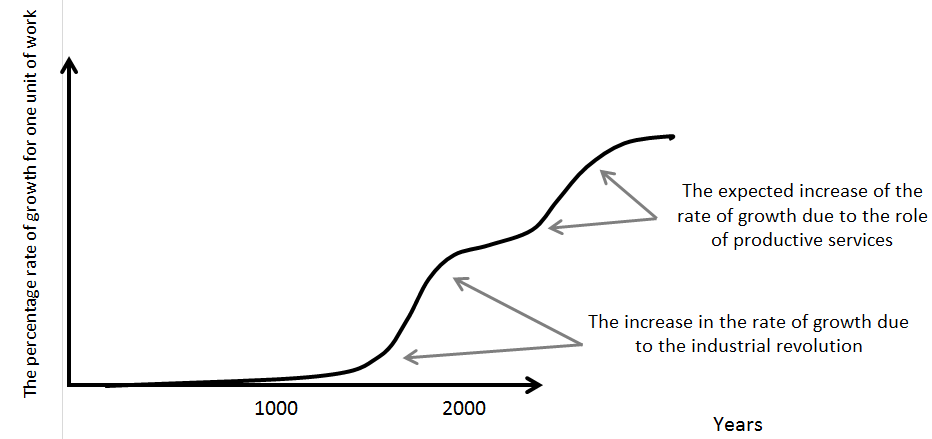 The percentage rate of growth for one unit of work
The expected increase of the
rate of growth due to the role
of productive services
The increase in the rate of growth due
to the industrial revolution
1000
2000
Years